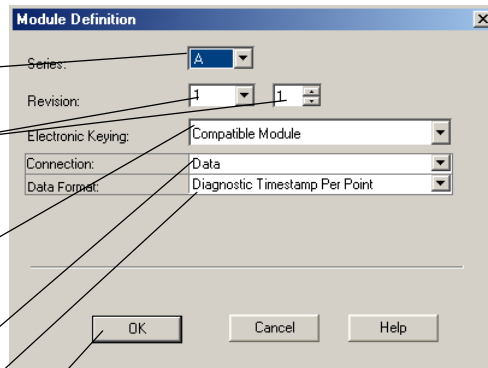 Module Definition
Series: A
Revision: 1 1
Electronic Keying: Compatible Module
Connection: Data
Data Format: Diagnostic Timestamp Per Point
OK Cancel Help